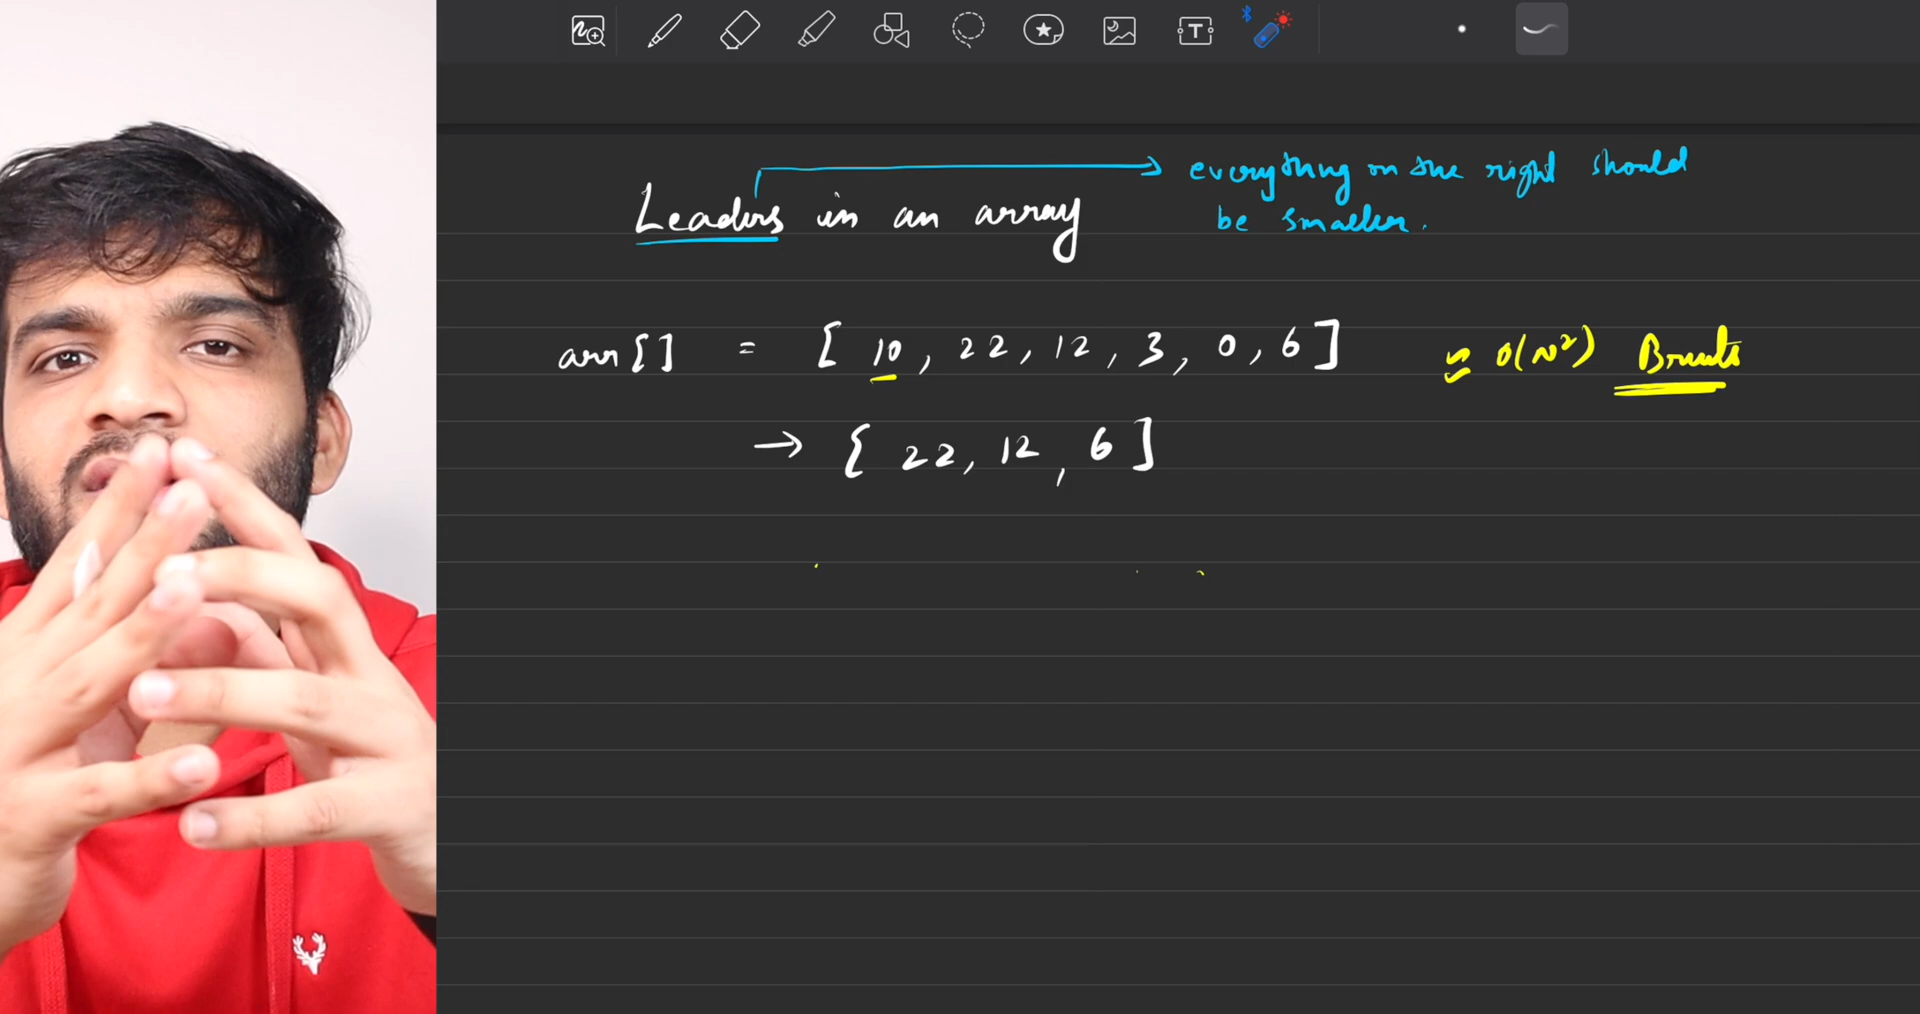 everything on the right should
be smaller.
Leaders in an array
arr[] = [ 10, 22, 12, 3, 0, 6 ] ≈ O(N²) Brute
→ { 22, 12, 6 ]